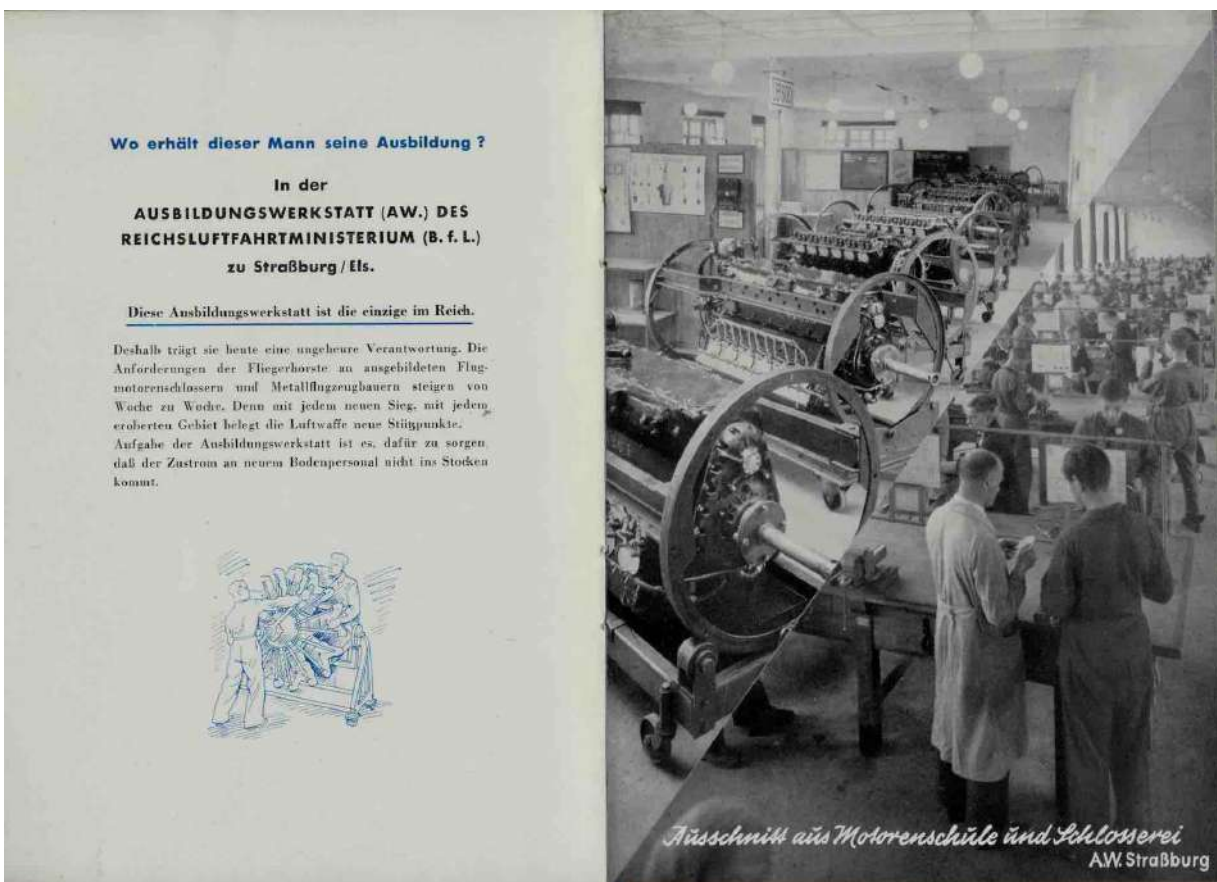 Wo erhält dieser Mann seine Ausbildung ?
In der
AUSBILDUNGSWERKSTATT (AW.) DES
REICHSLUFTFAHRTMINISTERIUM (B. f. L.)
zu Straßburg / Els.
Diese Ausbildungswerkstatt ist die einzige im Reich.
Deshalb trägt sie heute eine ungeheure Verantwortung. Die
Anforderungen der Fliegerhorste an ausgebildeten Flug-
motorenschlossern und Metallflugzeugbauern steigen von
Woche zu Woche. Denn mit jedem neuen Sieg, mit jedem
eroberten Gebiet belegt die Luftwaffe neue Stützpunkte.
Aufgabe der Ausbildungswerkstatt ist es, dafür zu sorgen,
daß der Zustrom an neuem Bodenpersonal nicht ins Stocken
kommt.
Ausschnitt aus Motorenschule und Schlosserei
A.W. Straßburg